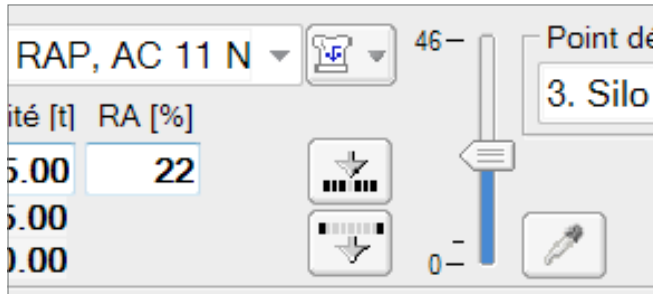 RAP, AC 11 N
46
Point dé
3. Silo
ité [t] RA [%]
5.00 22
5.00
0.00
0